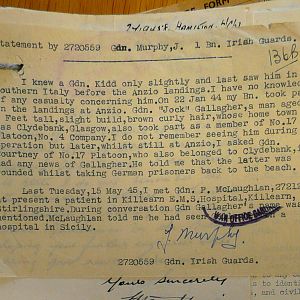 HAMILTON
Statement by 2720559 Gdn. Murphy,J. 1 Bn. Irish Guards.
136B
I knew a Gdn. Kidd only slightly and last saw him in
Southern Italy before the Anzio landings. I have no knowledge
of any casualty concerning him. On 22 Jan 44 my Bn. took part
in the landings at Anzio. Gdn. "Jock" Gallagher, a man aged
Feet tall, slight build, brown curly hair, whose home town
was Clydebank, Glasgow, also took part as a member of No.17
Platoon, No. 4 Company. I do not remember seeing him during
operation but later, whilst still at Anzio, I asked Gdn.
Courtney of No.17 Platoon, who also belonged to Clydebank, if
had any news of Gallagher. He told me that the latter was
wounded whilst taking German prisoners back to the beach.
Last Tuesday, 15 May 45, I met Gdn. P. McLaughlan, 2721
at present a patient in Killearn E.M.S. Hospital, Killearn,
Stirlingshire. During conversation Gdn Gallagher's name was
mentioned. McLaughlan told me he had seen
hospital in Sicily.
J. Murphy.
2720559 Gdn. Irish Guards.
Yours sincerely